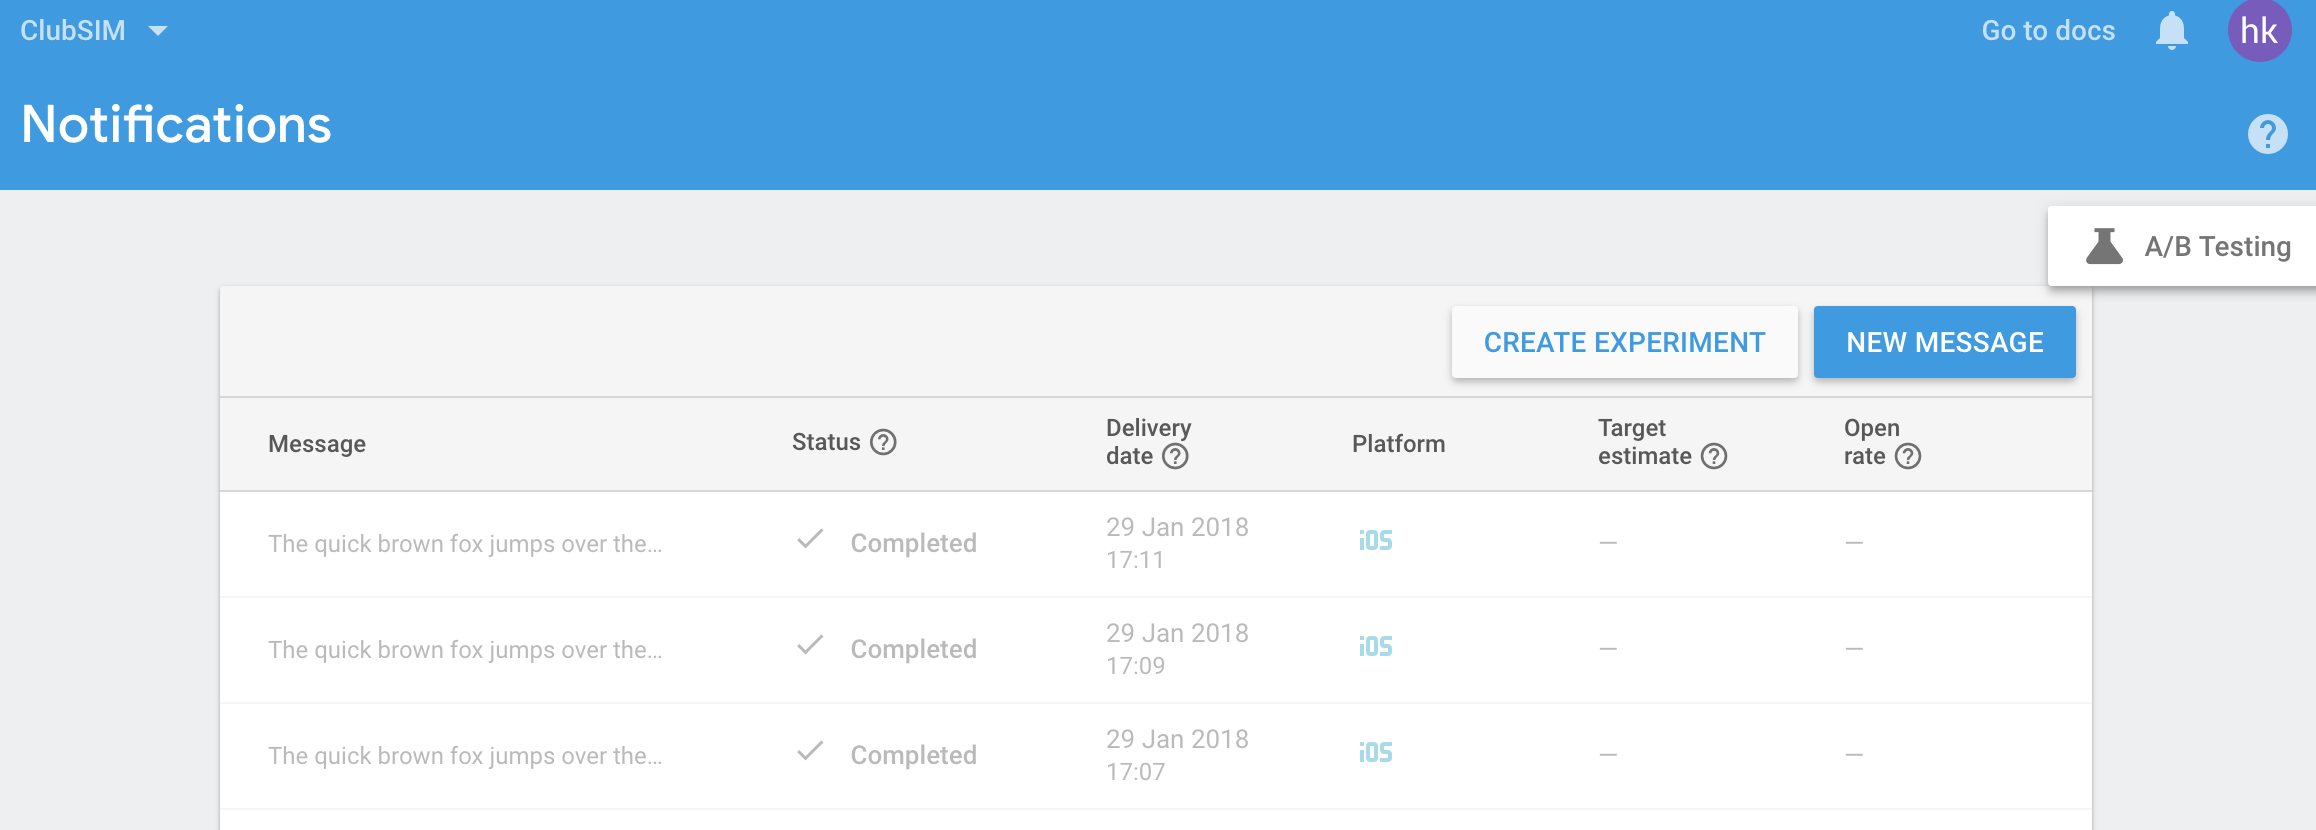 ClubSIM
Go to docs
hk
Notifications
?
A/B Testing
CREATE EXPERIMENT
NEW MESSAGE
Message
Status ?
Delivery
date ?
Platform
Target
estimate ?
Open
rate ?
The quick brown fox jumps over the...
Completed
29 Jan 2018
17:11
iOS
—
—
The quick brown fox jumps over the...
Completed
29 Jan 2018
17:09
iOS
—
—
The quick brown fox jumps over the...
Completed
29 Jan 2018
17:07
iOS
—
—